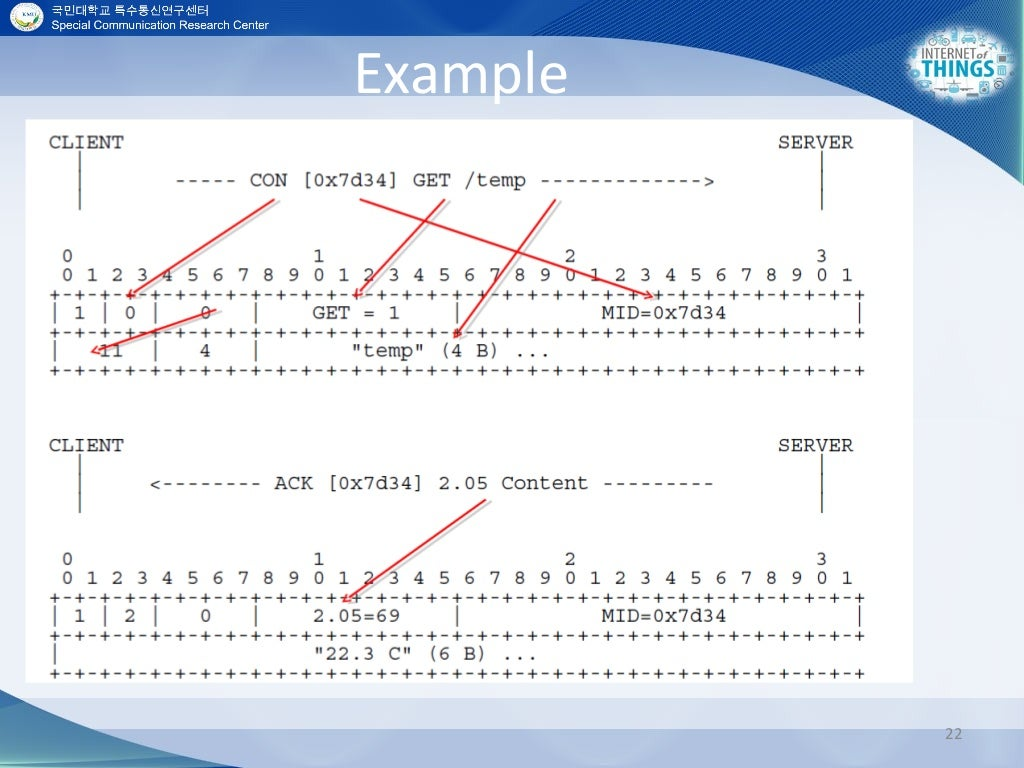 국민대학교 특수통신연구센터
Special Communication Research Center
KMU
INTERNET of
THINGS
Example
CLIENT SERVER
| |
| ----- CON [0x7d34] GET /temp -------------> |
| |
0 1 2 3
0 1 2 3 4 5 6 7 8 9 0 1 2 3 4 5 6 7 8 9 0 1 2 3 4 5 6 7 8 9 0 1
+-+-+-+-+-+-+-+-+-+-+-+-+-+-+-+-+-+-+-+-+-+-+-+-+-+-+-+-+-+-+-+-+
| 1 | 0 | 0 | GET = 1 | MID=0x7d34 |
+-+-+-+-+-+-+-+-+-+-+-+-+-+-+-+-+-+-+-+-+-+-+-+-+-+-+-+-+-+-+-+-+
| 11 | 4 | "temp" (4 B) ...
+-+-+-+-+-+-+-+-+-+-+-+-+-+-+-+-+-+-+-+-+-+-+-+-+-+-+-+-+-+-+-+-+
CLIENT SERVER
| |
| <-------- ACK [0x7d34] 2.05 Content --------- |
| |
0 1 2 3
0 1 2 3 4 5 6 7 8 9 0 1 2 3 4 5 6 7 8 9 0 1 2 3 4 5 6 7 8 9 0 1
+-+-+-+-+-+-+-+-+-+-+-+-+-+-+-+-+-+-+-+-+-+-+-+-+-+-+-+-+-+-+-+-+
| 1 | 2 | 0 | 2.05=69 | MID=0x7d34 |
+-+-+-+-+-+-+-+-+-+-+-+-+-+-+-+-+-+-+-+-+-+-+-+-+-+-+-+-+-+-+-+-+
| "22.3 C" (6 B) ...
+-+-+-+-+-+-+-+-+-+-+-+-+-+-+-+-+-+-+-+-+-+-+-+-+-+-+-+-+-+-+-+-+
22